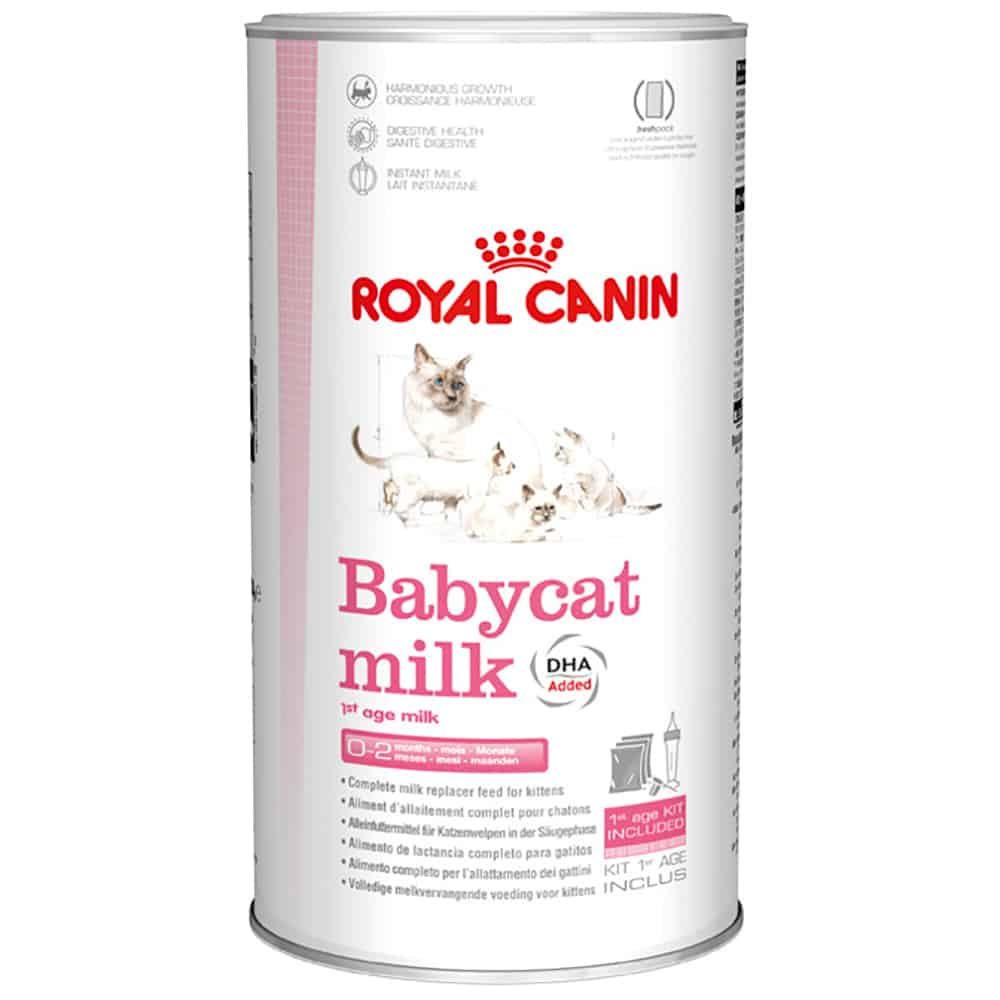 HARMONIOUS GROWTH
CROISSANCE HARMONIEUSE
DIGESTIVE HEALTH
SANTÉ DIGESTIVE
INSTANT MILK
LAIT INSTANTANÉ
freshpack
ROYAL CANIN
Babycat
milk
DHA
Added
1st age milk
0-2 months - mois - Monate
meses - mesi - maanden
• Complete milk replacer feed for kittens
• Aliment d'allaitement complet pour chatons
• Alleinfuttermittel für Katzenwelpen in der Säugephase
• Alimento de lactancia completo para gatitos
• Alimento completo per l'allattamento dei gattini
• Volledige melkvervangende voeding voor kittens
1st age KIT
INCLUDED
KIT 1er AGE
INCLUS